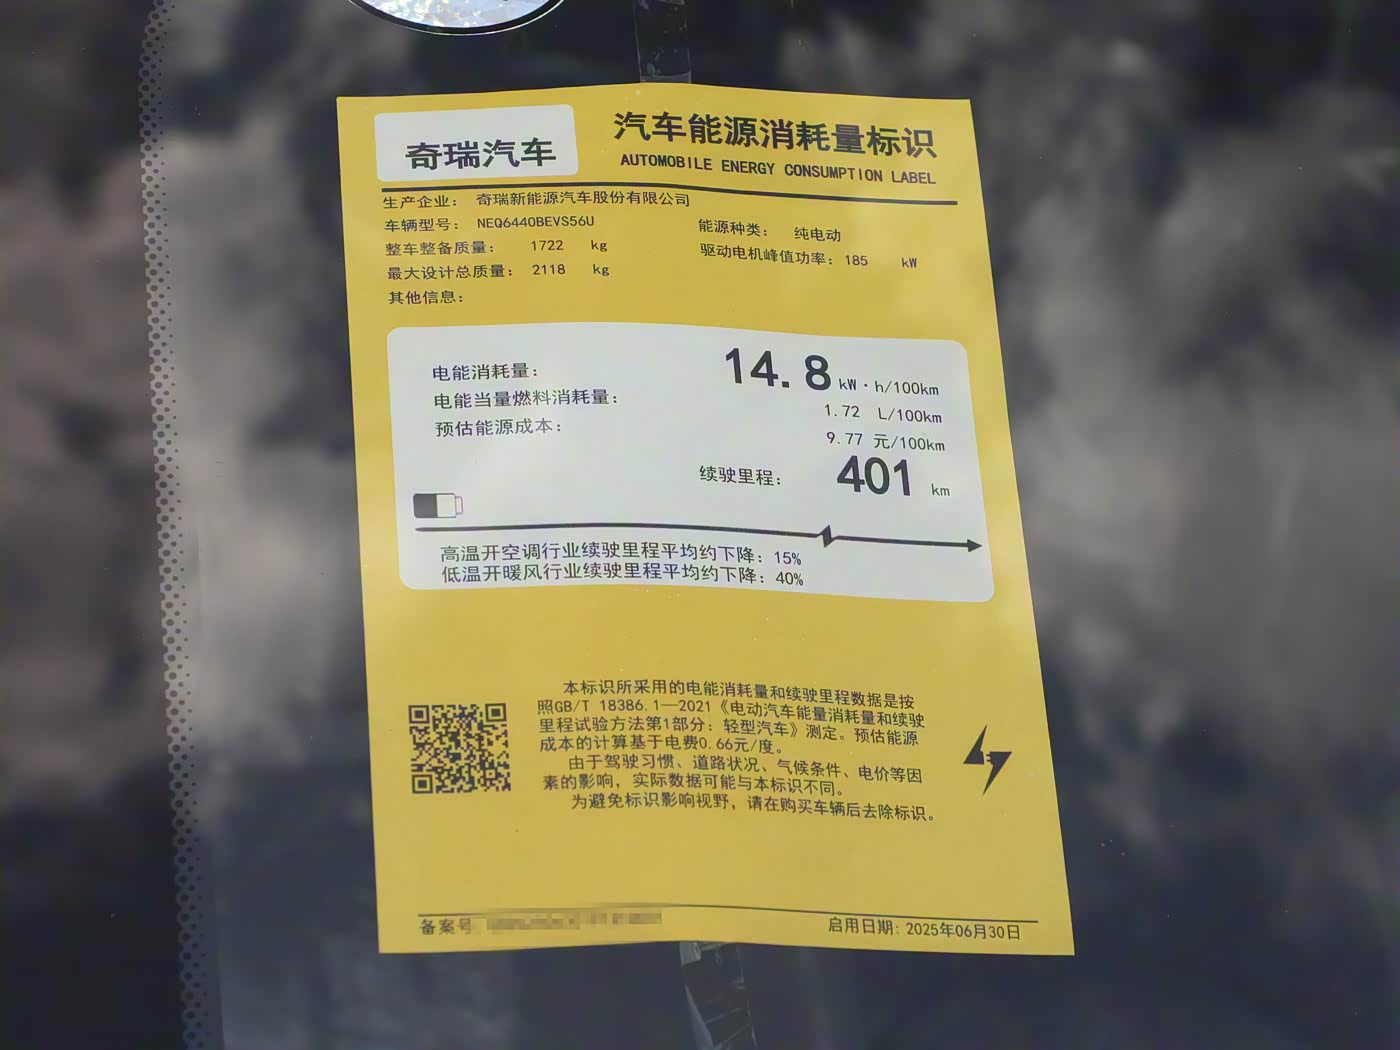 奇瑞汽车
汽车能源消耗量标识
AUTOMOBILE ENERGY CONSUMPTION LABEL
生产企业： 奇瑞新能源汽车股份有限公司
车辆型号： NEQ6440BEVS56U
能源种类： 纯电动
整车整备质量： 1722 kg
驱动电机峰值功率：185 kW
最大设计总质量： 2118 kg
其他信息：
电能消耗量： 14.8 kW·h/100km
电能当量燃料消耗量： 1.72 L/100km
预估能源成本： 9.77 元/100km
续驶里程： 401 km
高温开空调行业续驶里程平均约下降：15%
低温开暖风行业续驶里程平均约下降：40%
本标识所采用的电能消耗量和续驶里程数据是按
照GB/T 18386.1—2021《电动汽车能量消耗量和续驶
里程试验方法第1部分：轻型汽车》测定。预估能源
成本的计算基于电费0.66元/度。
由于驾驶习惯、道路状况、气候条件、电价等因
素的影响，实际数据可能与本标识不同。
为避免标识影响视野，请在购买车辆后去除标识。
备案号
启用日期：2025年06月30日